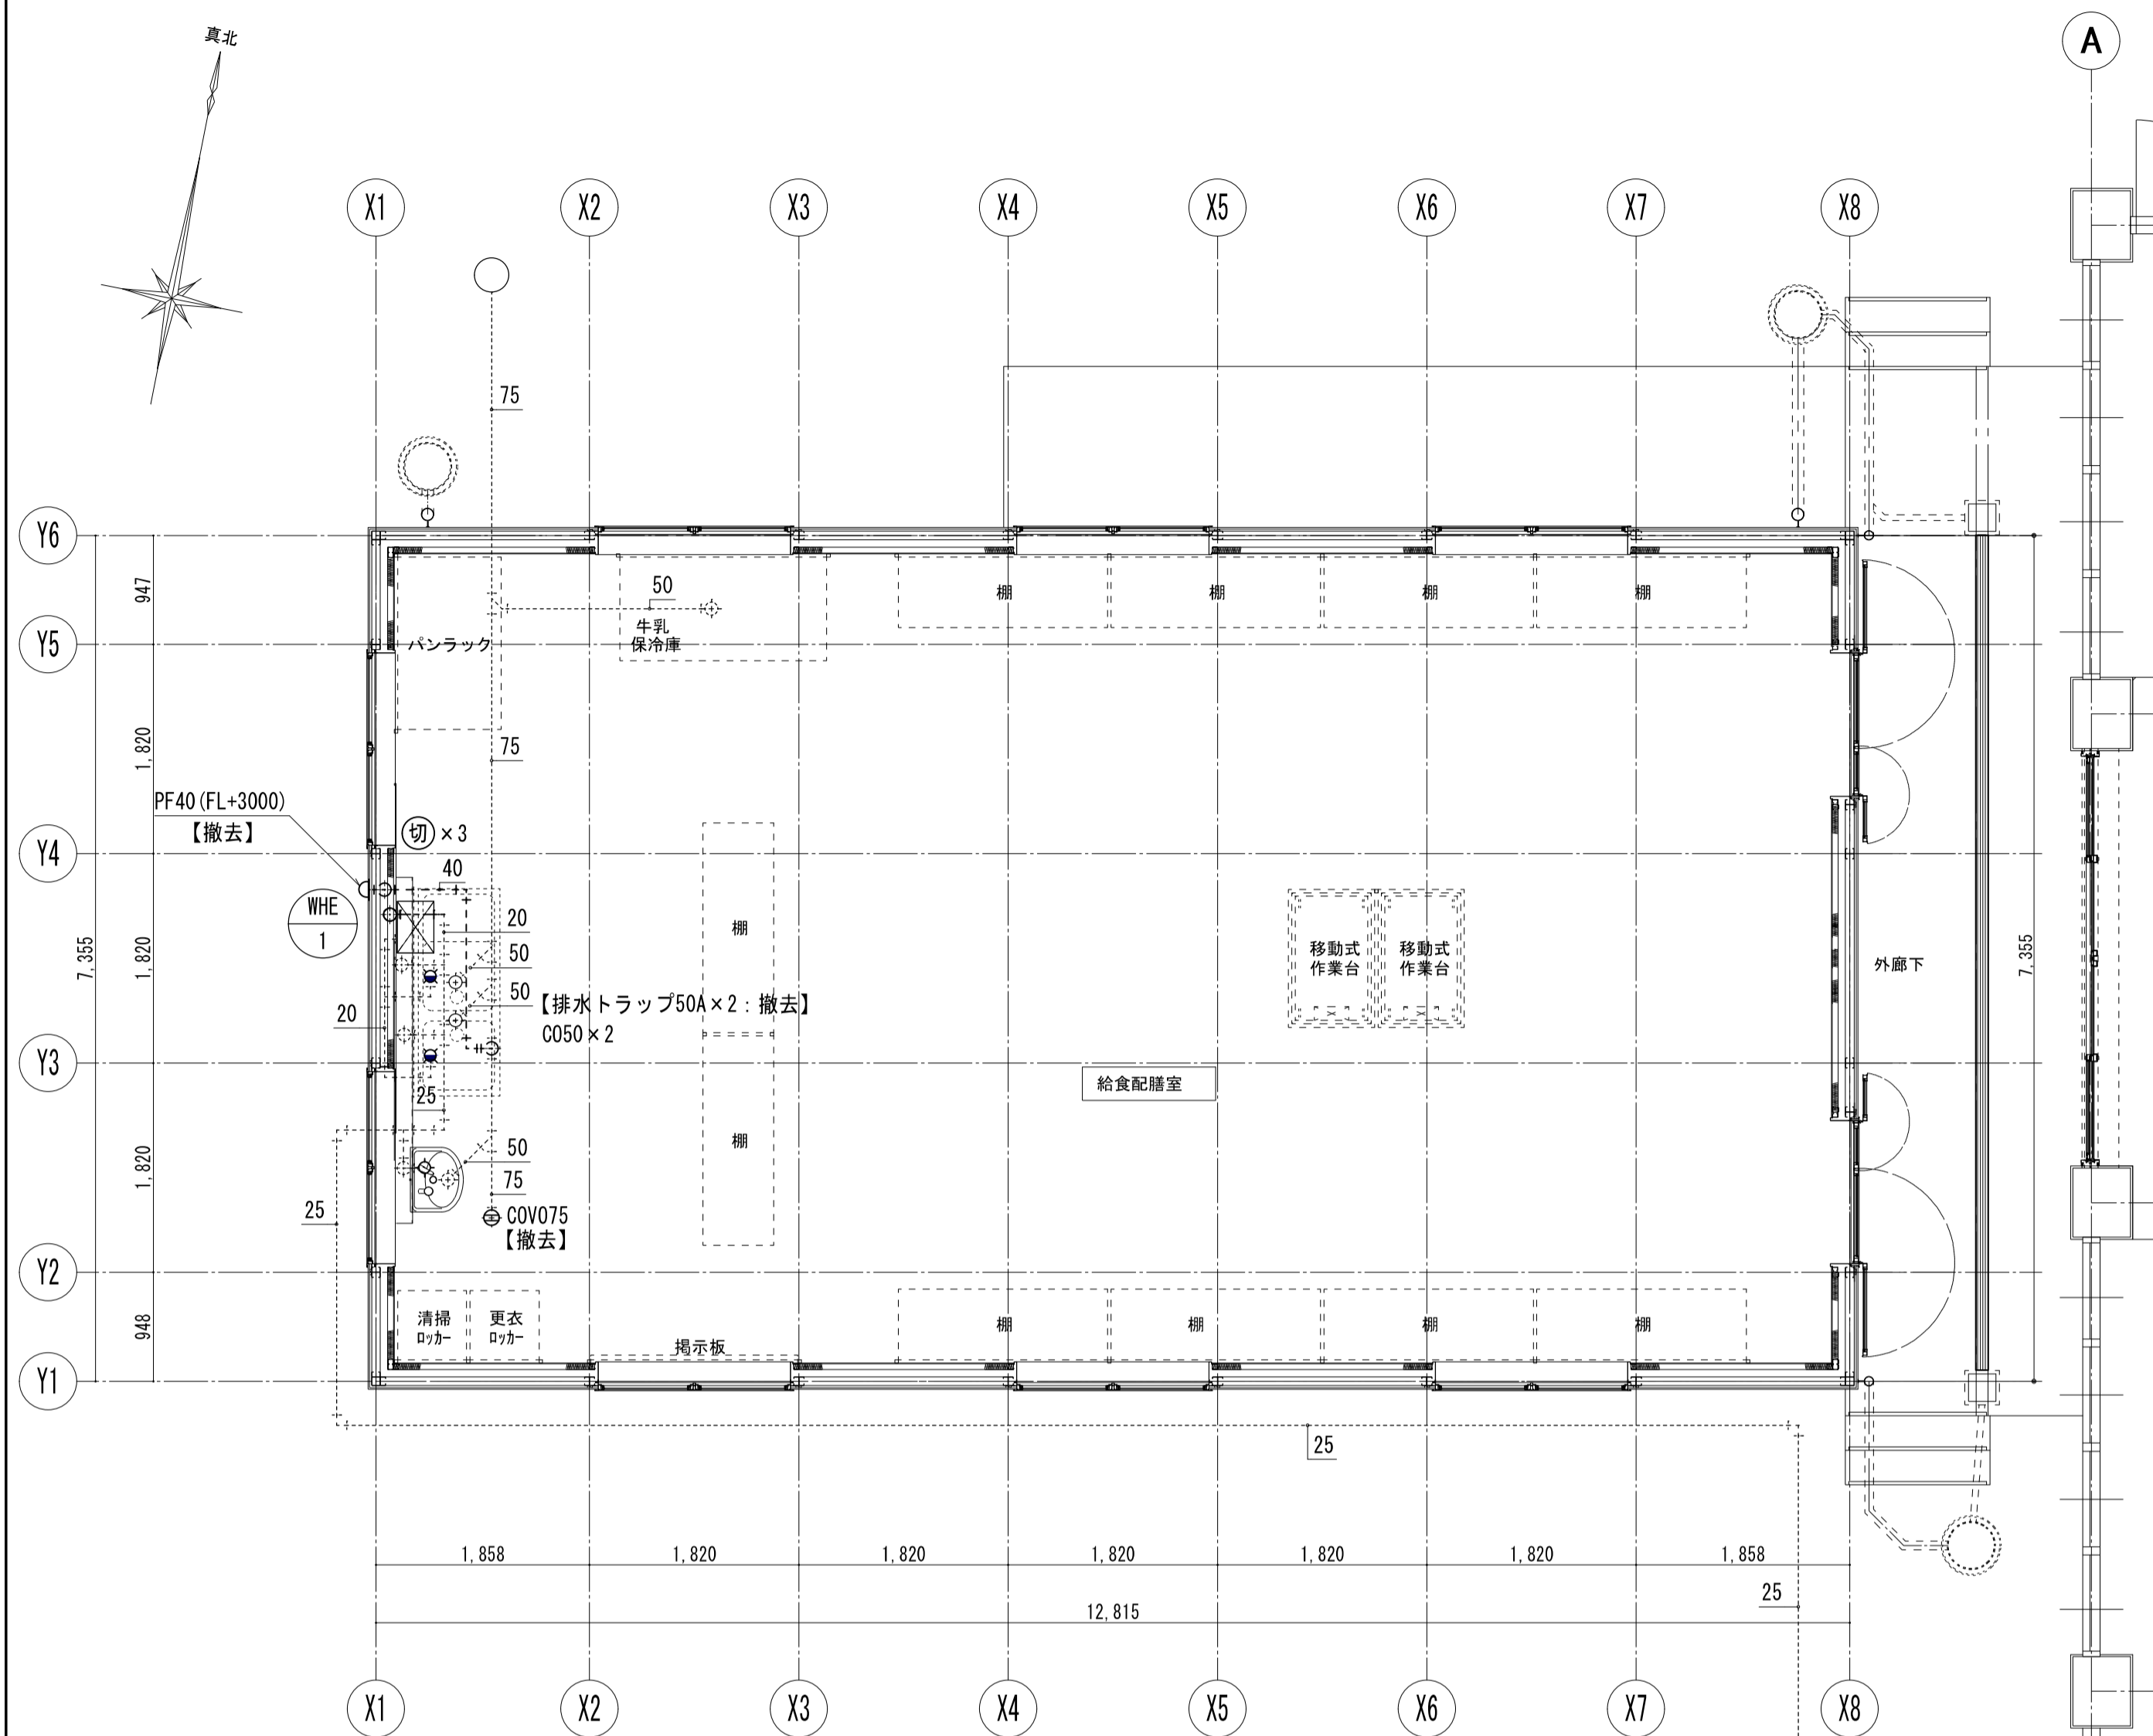 真北
A
X1 X2 X3 X4 X5 X6 X7 X8
75
Y6
947
50
棚 棚 棚 棚
牛乳
保冷庫
パンラック
Y5
1,820
75
PF40(FL+3000)
【撤去】
切×3
Y4
40
WHE
1
20
50
棚
移動式
作業台
移動式
作業台
外廊下
7,355
1,820
7,355
50
【排水トラップ50A×2:撤去】
CO50×2
20
Y3
給食配膳室
25
棚
50
1,820
75
25
COVO75
【撤去】
Y2
清掃
ロッカー
更衣
ロッカー
掲示板
棚 棚 棚 棚
948
Y1
25
1,858 1,820 1,820 1,820 1,820 1,820 1,858
25
12,815
X1 X2 X3 X4 X5 X6 X7 X8